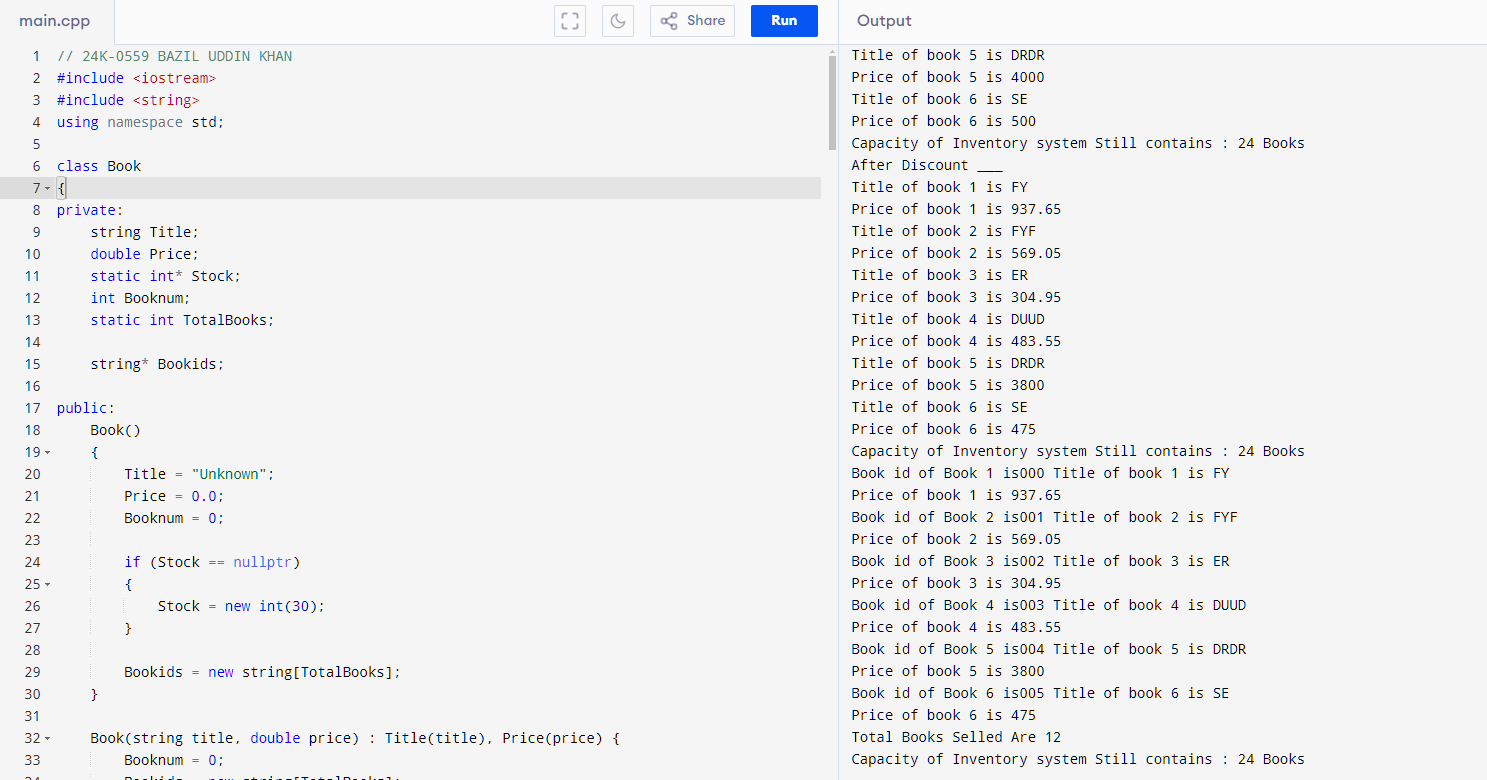 main.cpp
Share
Run
Output
1 // 24K-0559 BAZIL UDDIN KHAN
2 #include <iostream>
3 #include <string>
4 using namespace std;
5
6 class Book
7 {
8 private:
9 string Title;
10 double Price;
11 static int* Stock;
12 int Booknum;
13 static int TotalBooks;
14
15 string* Bookids;
16
17 public:
18 Book()
19 {
20 Title = "Unknown";
21 Price = 0.0;
22 Booknum = 0;
23
24 if (Stock == nullptr)
25 {
26 Stock = new int(30);
27 }
28
29 Bookids = new string[TotalBooks];
30 }
31
32 Book(string title, double price) : Title(title), Price(price) {
33 Booknum = 0;
Title of book 5 is DRDR
Price of book 5 is 4000
Title of book 6 is SE
Price of book 6 is 500
Capacity of Inventory system Still contains : 24 Books
After Discount ___
Title of book 1 is FY
Price of book 1 is 937.65
Title of book 2 is FYF
Price of book 2 is 569.05
Title of book 3 is ER
Price of book 3 is 304.95
Title of book 4 is DUUD
Price of book 4 is 483.55
Title of book 5 is DRDR
Price of book 5 is 3800
Title of book 6 is SE
Price of book 6 is 475
Capacity of Inventory system Still contains : 24 Books
Book id of Book 1 is000 Title of book 1 is FY
Price of book 1 is 937.65
Book id of Book 2 is001 Title of book 2 is FYF
Price of book 2 is 569.05
Book id of Book 3 is002 Title of book 3 is ER
Price of book 3 is 304.95
Book id of Book 4 is003 Title of book 4 is DUUD
Price of book 4 is 483.55
Book id of Book 5 is004 Title of book 5 is DRDR
Price of book 5 is 3800
Book id of Book 6 is005 Title of book 6 is SE
Price of book 6 is 475
Total Books Selled Are 12
Capacity of Inventory system Still contains : 24 Books